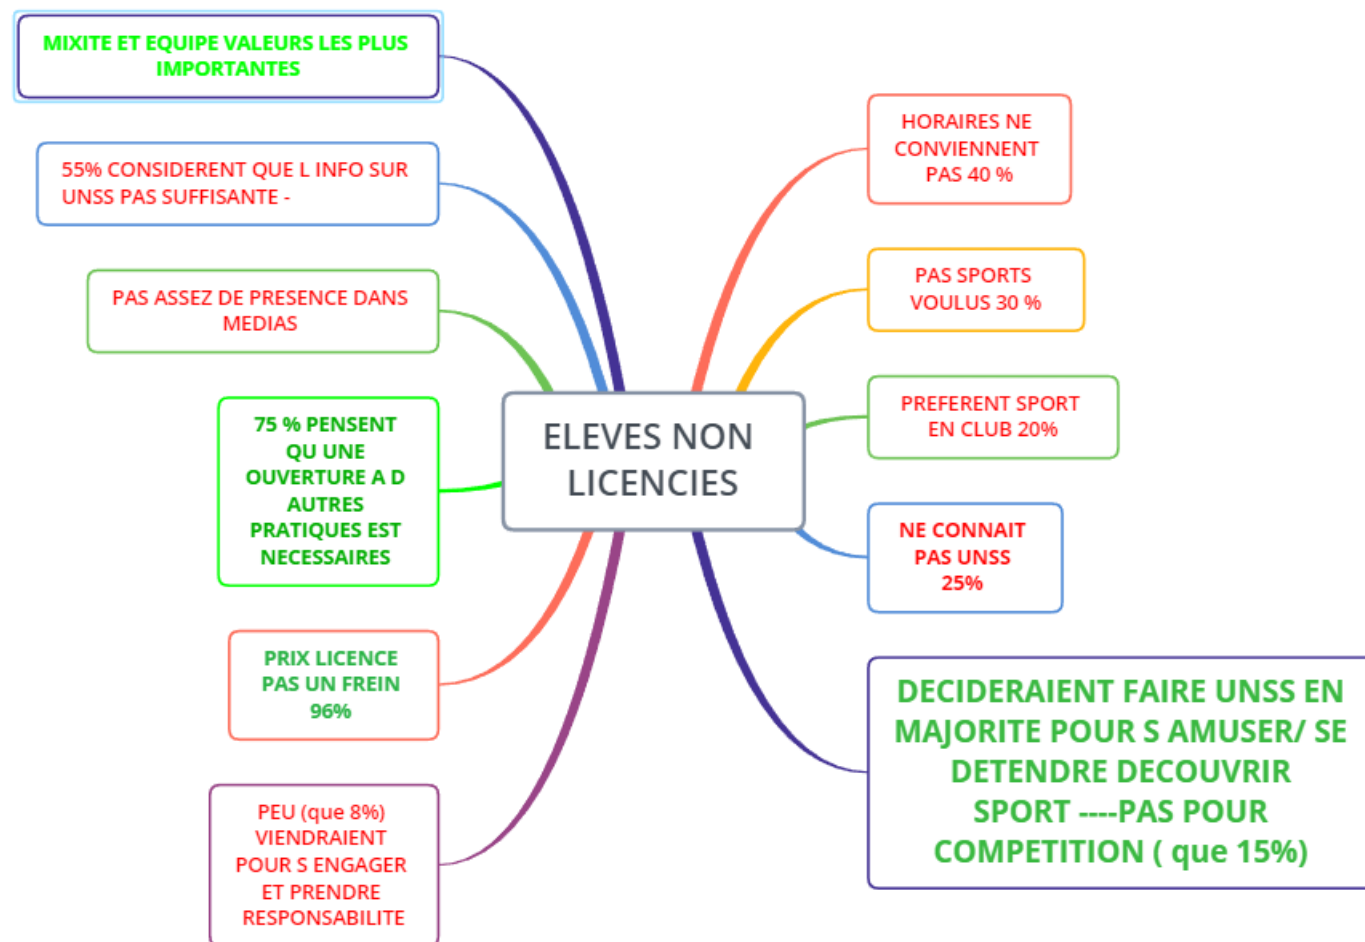 MIXITE ET EQUIPE VALEURS LES PLUS
IMPORTANTES
55% CONSIDERENT QUE L INFO SUR
UNSS PAS SUFFISANTE -
PAS ASSEZ DE PRESENCE DANS
MEDIAS
75 % PENSENT
QU UNE
OUVERTURE A D
AUTRES
PRATIQUES EST
NECESSAIRES
PRIX LICENCE
PAS UN FREIN
96%
PEU (que 8%)
VIENDRAIENT
POUR S ENGAGER
ET PRENDRE
RESPONSABILITE
ELEVES NON
LICENCIES
HORAIRES NE
CONVIENNENT
PAS 40 %
PAS SPORTS
VOULUS 30 %
PREFERENT SPORT
EN CLUB 20%
NE CONNAIT
PAS UNSS
25%
DECIDERAIENT FAIRE UNSS EN
MAJORITE POUR S AMUSER/ SE
DETENDRE DECOUVRIR
SPORT ----PAS POUR
COMPETITION ( que 15%)